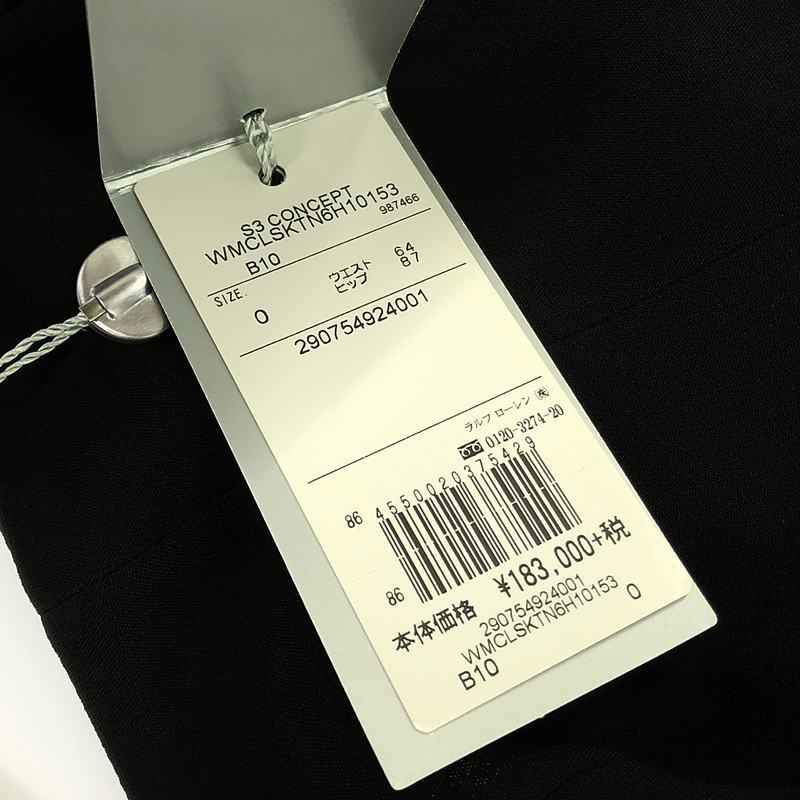 S3 CONCEPT
WMCLSKTN6H10153
987466
B10
SIZE.
0
ウエスト 64
ヒップ 87
290754924001
ラルフ ローレン ㈱
0120-3274-20
86 4550020375429
86
本体価格 ¥183,000+税
290754924001
WMCLSKTN6H10153
B10 0